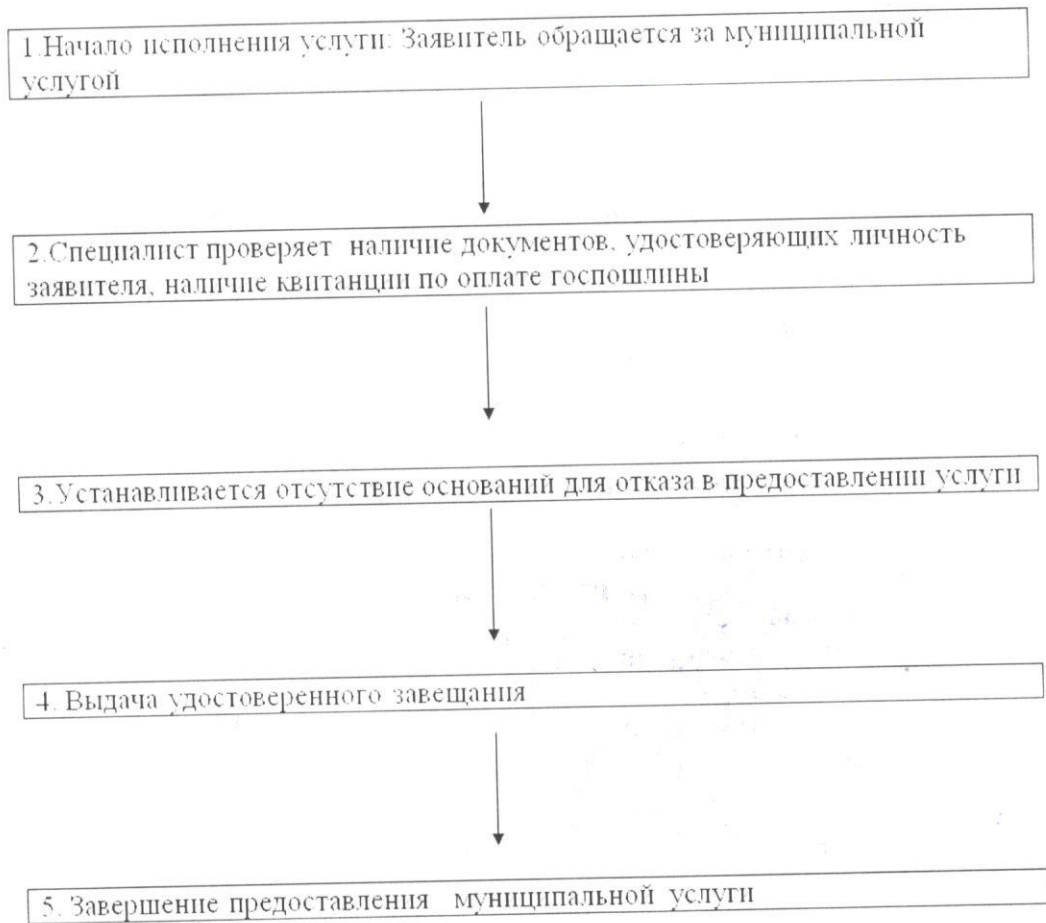 1.Начало исполнения услуги: Заявитель обращается за муниципальной
услугой
2.Специалист проверяет наличие документов, удостоверяющих личность
заявителя, наличие квитанции по оплате госпошлины
3.Устанавливается отсутствие оснований для отказа в предоставлении услуги
4. Выдача удостоверенного завещания
5. Завершение предоставления муниципальной услуги